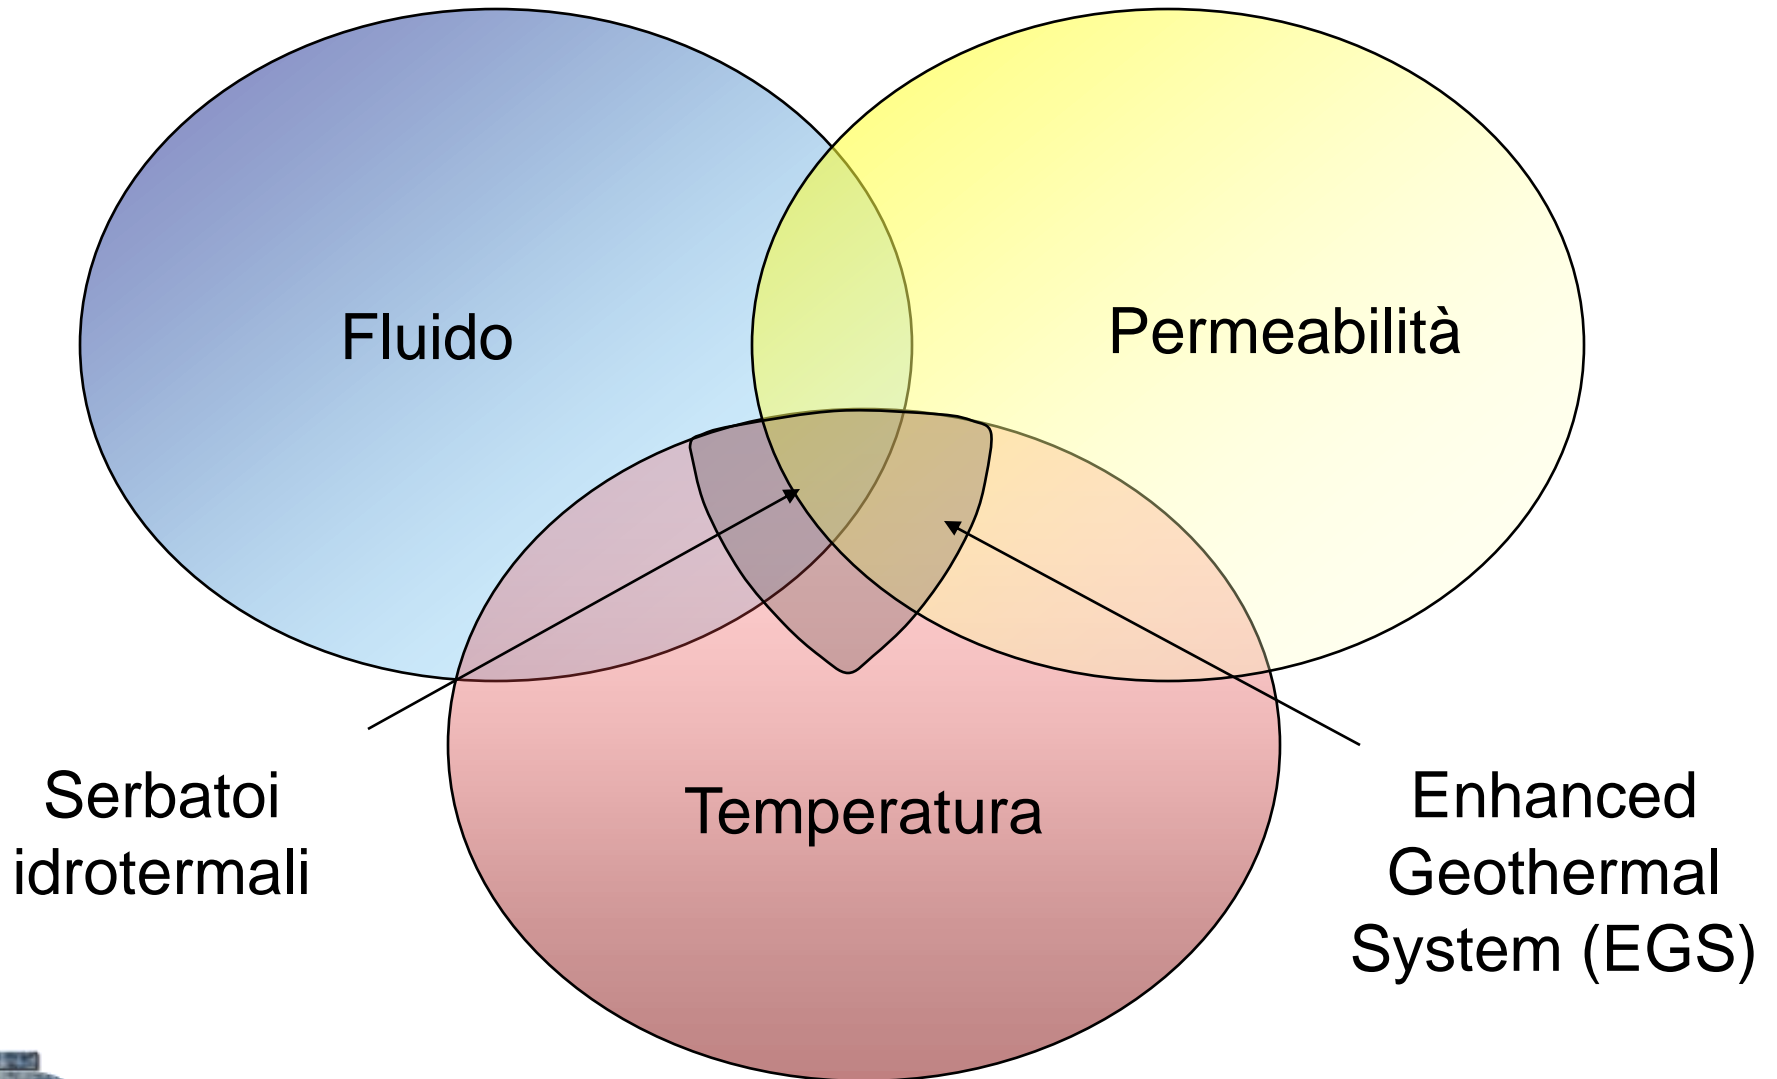 Fluido
Permeabilità
Temperatura
Serbatoi
idrotermali
Enhanced
Geothermal
System (EGS)